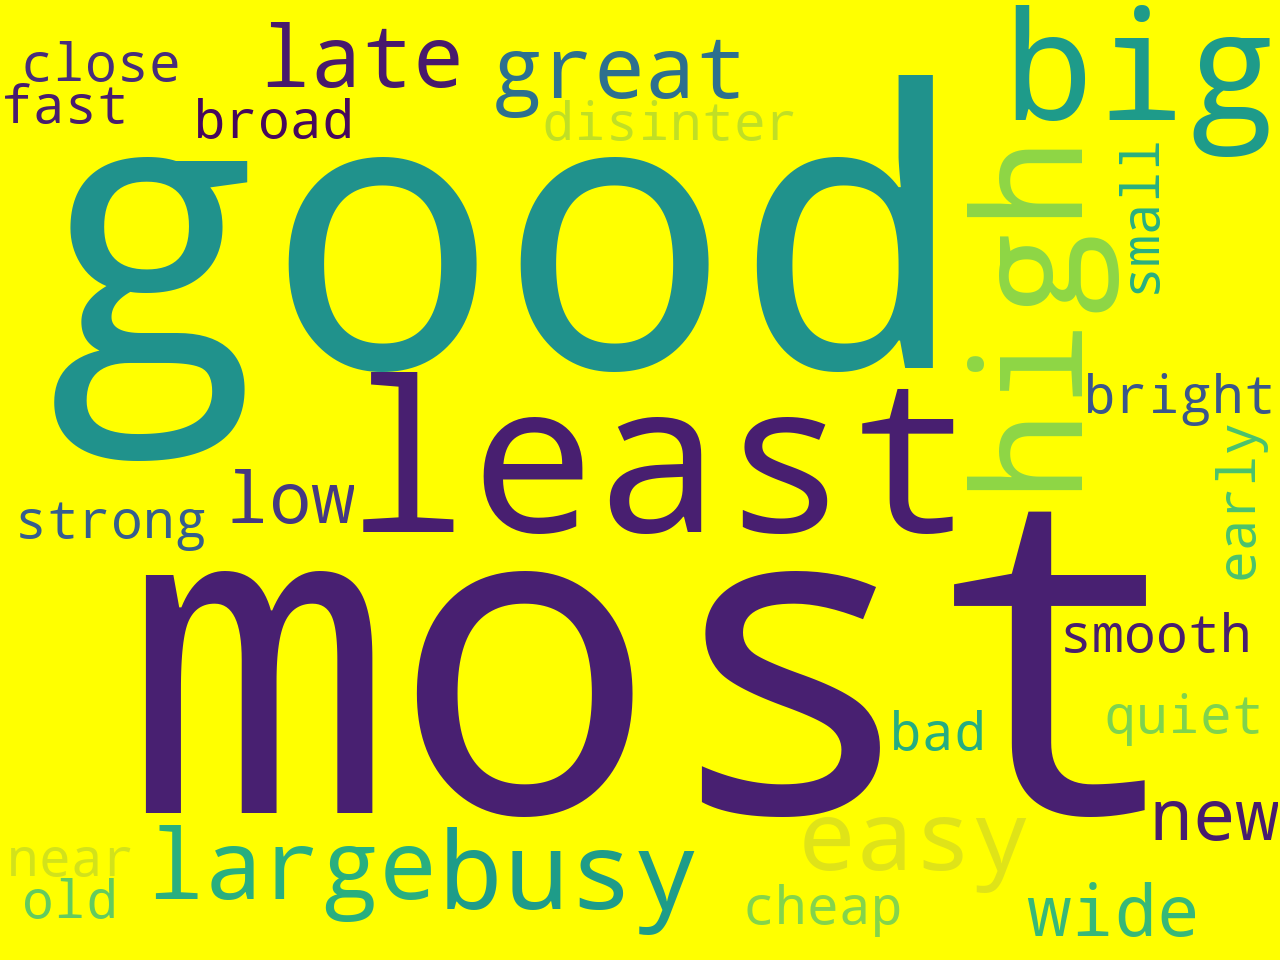 close
late
great
big
fast
broad
disinter
good
high
small
least
bright
early
low
strong
most
smooth
quiet
bad
new
near
large
busy
easy
old
cheap
wide